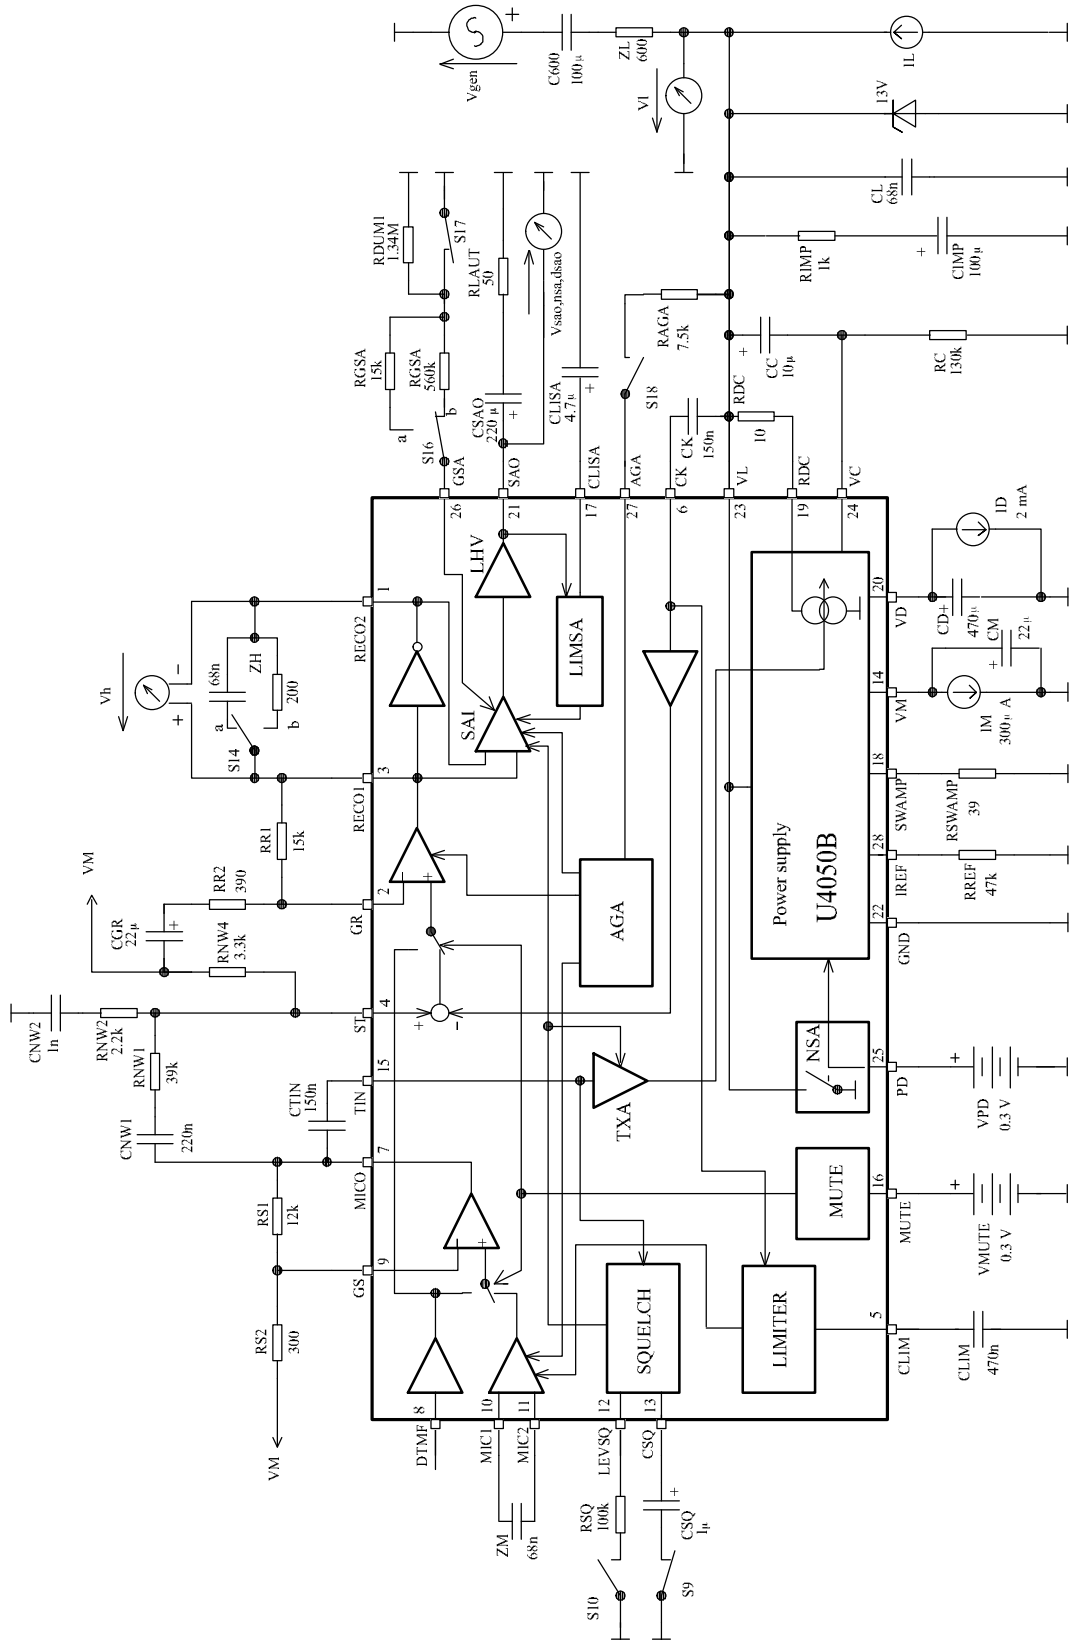 Vgen
+
C600
100µ
ZL
600
Vl
IL
13V
CL
68n
RIMP
1k
+
CIMP
100µ
RDUM1
1.34M
S17
RGSA
15k
RGSA
560k
a
b
S16
GSA
RLAUT
50
CSAO
220 µ
+
SAO
Vsao,nsa,dsao
CLISA
4.7µ
+
CLISA
RAGA
7.5k
S18
AGA
CK
150n
CK
RDC
10
RDC
+
CC
10µ
RC
130k
VL
VC
26
21
17
27
6
23
19
24
Vh
+
-
S14
a
b
68n
ZH
200
RECO2
1
RECO1
3
RR1
15k
RR2
390
VM
CGR
22µ
+
RNW4
3.3k
GR
2
CNW2
1n
RNW2
2.2k
RNW1
39k
CNW1
220n
ST
4
CTIN
150n
TIN
15
MICO
7
RS1
12k
GS
9
RS2
300
VM
LHV
SAI
LIMSA
AGA
TXA
+
-
Power supply
U4050B
NSA
MUTE
SQUELCH
LIMITER
DTMF
8
MIC1
10
MIC2
11
ZM
68n
LEVSQ
12
CSQ
13
RSQ
100k
CSQ
1µ
+
S10
S9
20
VD
CD+
470µ
ID
2 mA
14
VM
IM
300µ A
CM
22µ
+
18
SWAMP
RSWAMP
39
28
IREF
RREF
47k
22
GND
25
PD
VPD
0.3 V
+
16
MUTE
VMUTE
0.3 V
+
5
CLIM
CLIM
470n